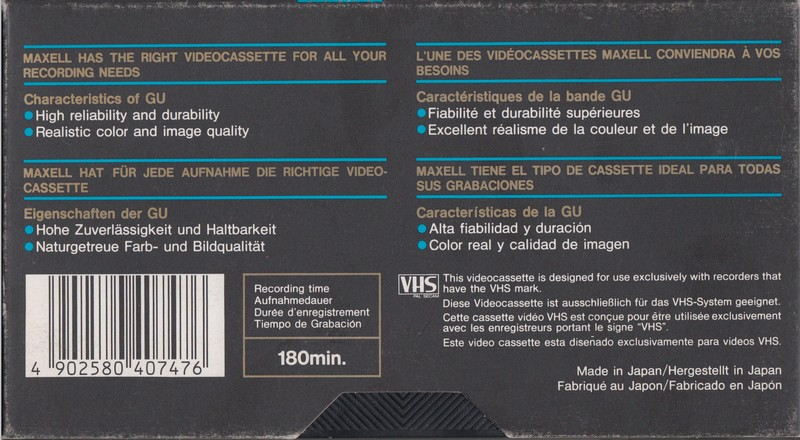 MAXELL HAS THE RIGHT VIDEOCASSETTE FOR ALL YOUR
RECORDING NEEDS
Characteristics of GU
● High reliability and durability
● Realistic color and image quality
MAXELL HAT FÜR JEDE AUFNAHME DIE RICHTIGE VIDEO-
CASSETTE
Eigenschaften der GU
● Hohe Zuverlässigkeit und Haltbarkeit
● Naturgetreue Farb- und Bildqualität
L'UNE DES VIDÉOCASSETTES MAXELL CONVIENDRA À VOS
BESOINS
Caractéristiques de la bande GU
● Fiabilité et durabilité supérieures
● Excellent réalisme de la couleur et de l'image
MAXELL TIENE EL TIPO DE CASSETTE IDEAL PARA TODAS
SUS GRABACIONES
Características de la GU
● Alta fiabilidad y duración
● Color real y calidad de imagen
4 902580 407476
Recording time
Aufnahmedauer
Durée d'enregistrement
Tiempo de Grabación
180min.
VHS
PAL SECAM
This videocassette is designed for use exclusively with recorders that
have the VHS mark.
Diese Videocassette ist ausschließlich für das VHS-System geeignet.
Cette cassette vidéo VHS est conçue pour être utilisée exclusivement
avec les enregistreurs portant le signe "VHS".
Este video cassette esta diseñado exclusivamente para videos VHS.
Made in Japan/Hergestellt in Japan
Fabriqué au Japon/Fabricado en Japón